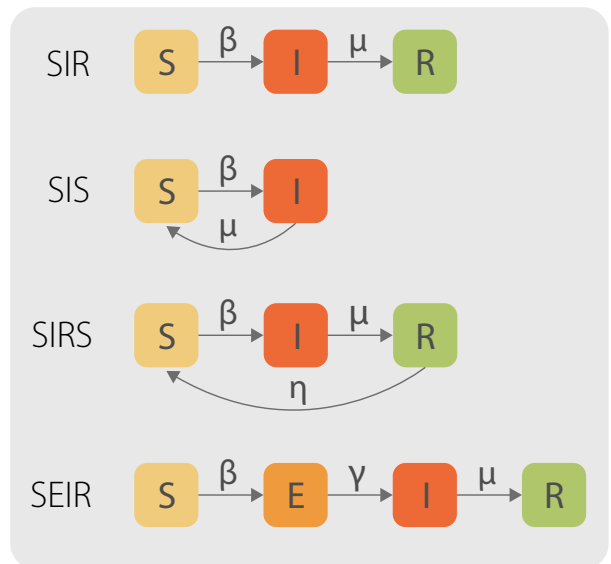 β μ
SIR S I R
β
SIS S I
μ
β μ
SIRS S I R
η
β γ μ
SEIR S E I R